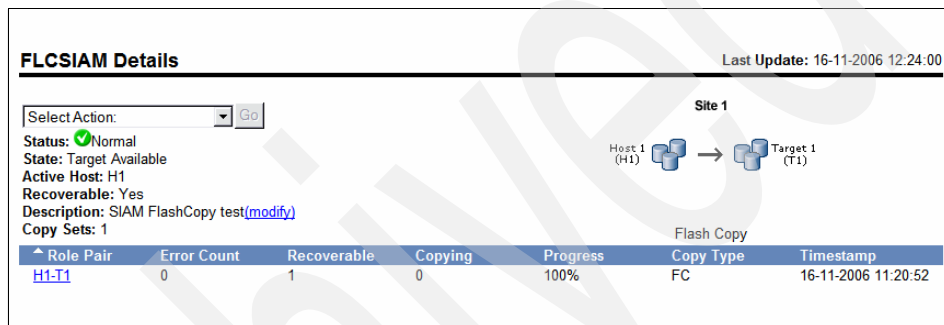 FLCSIAM Details
Last Update: 16-11-2006 12:24:00
Select Action:
Go
Site 1
Status: Normal
State: Target Available
Active Host: H1
Recoverable: Yes
Description: SIAM FlashCopy test(modify)
Copy Sets: 1
Host 1
(H1)
Target 1
(T1)
Flash Copy
Role Pair Error Count Recoverable Copying Progress Copy Type Timestamp
H1-T1 0 1 0 100% FC 16-11-2006 11:20:52